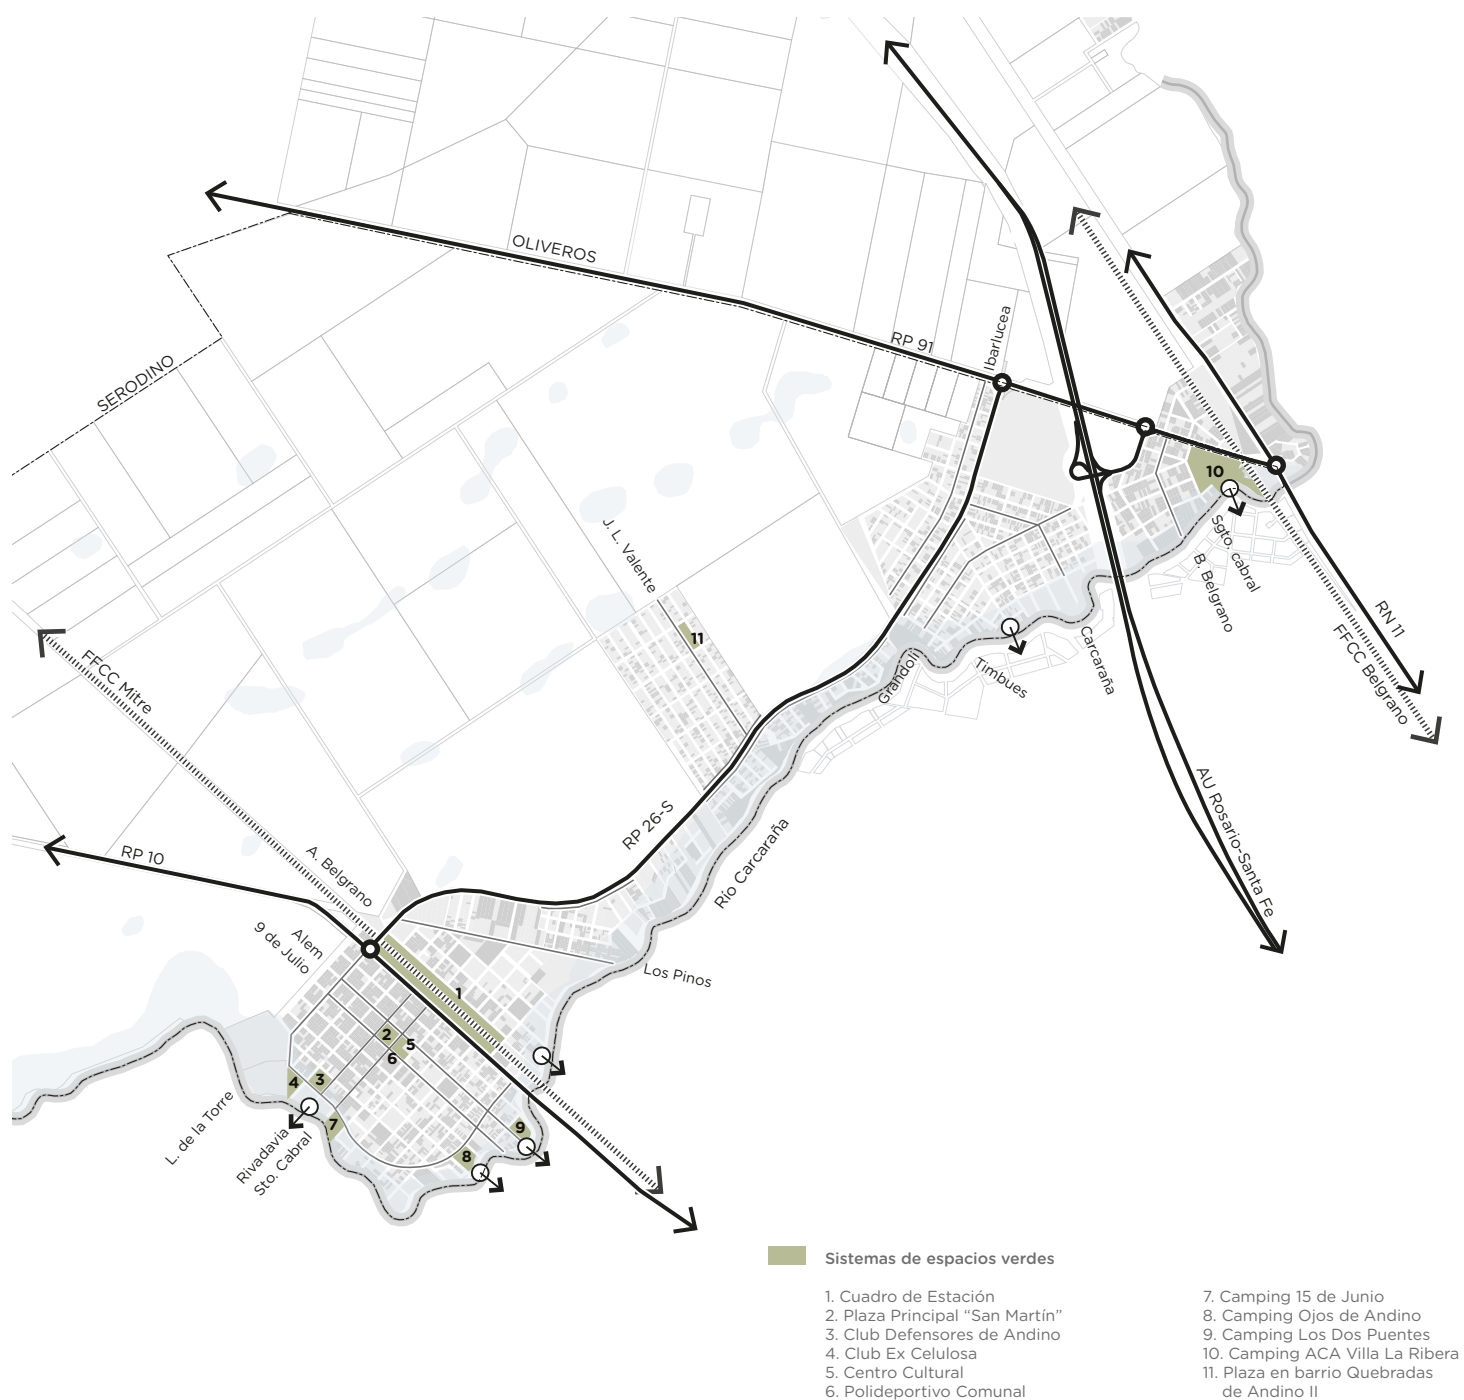 OLIVEROS
RP 91
Ibarlucea
SERODINO
10
J. L. Valente
Sgto. cabral
B. Belgrano
RN 11
FFCC Belgrano
11
FFCC Mitre
Grandoli
Timbues
Carcaraña
AU Rosario-Santa Fe
RP 26-S
Río Carcaraña
RP 10
A. Belgrano
Alem
9 de Julio
Los Pinos
1
2
5
6
4
3
7
9
8
L. de la Torre
Rivadavia
Sto. Cabral
Sistemas de espacios verdes
1. Cuadro de Estación
2. Plaza Principal “San Martín”
3. Club Defensores de Andino
4. Club Ex Celulosa
5. Centro Cultural
6. Polideportivo Comunal
7. Camping 15 de Junio
8. Camping Ojos de Andino
9. Camping Los Dos Puentes
10. Camping ACA Villa La Ribera
11. Plaza en barrio Quebradas
de Andino II